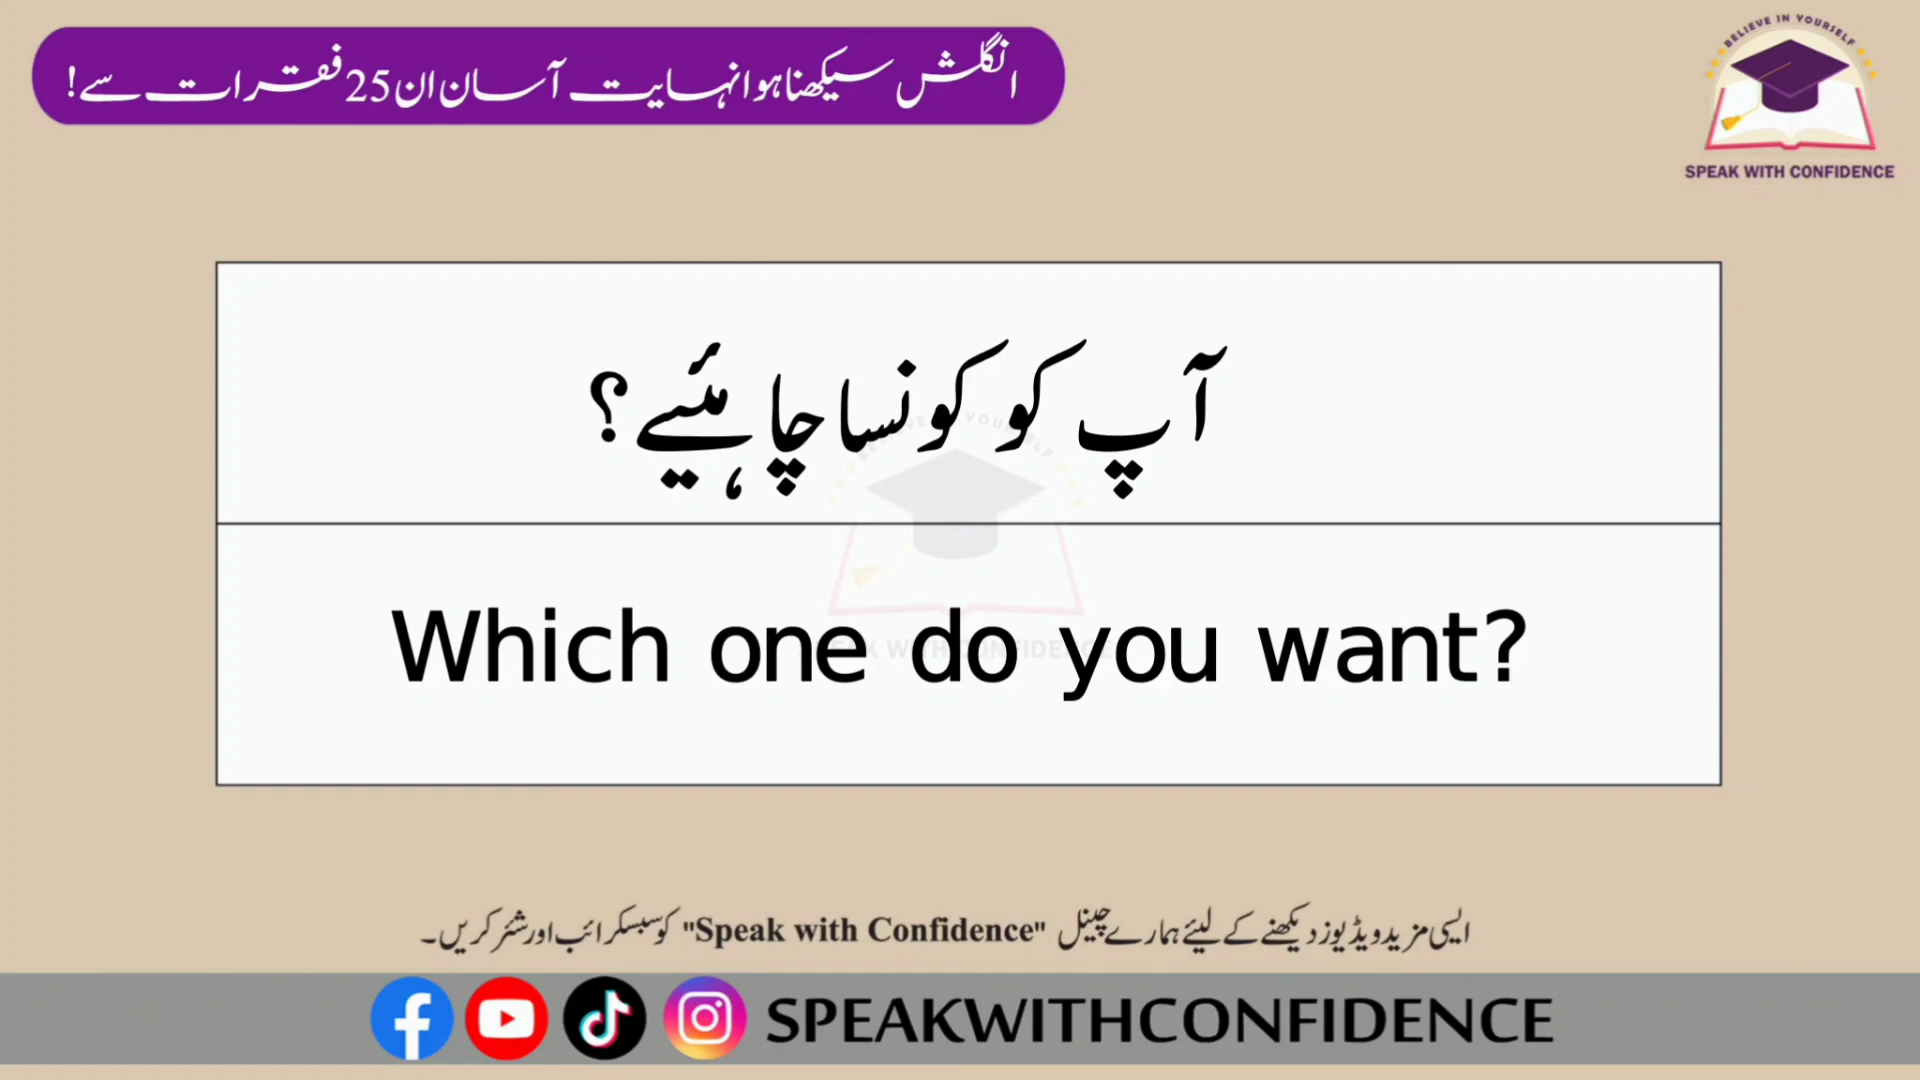 انگلش سیکھنا ہوا نہایت آسان ان 25 فقرات سے!
BELIEVE IN YOURSELF
SPEAK WITH CONFIDENCE
آپ کو کونسا چاہئیے؟
Which one do you want?
ایسی مزید ویڈیوز دیکھنے کے لیئے ہمارے چینل "Speak with Confidence" کو سبسکرائب اور شئر کریں۔
SPEAKWITHCONFIDENCE